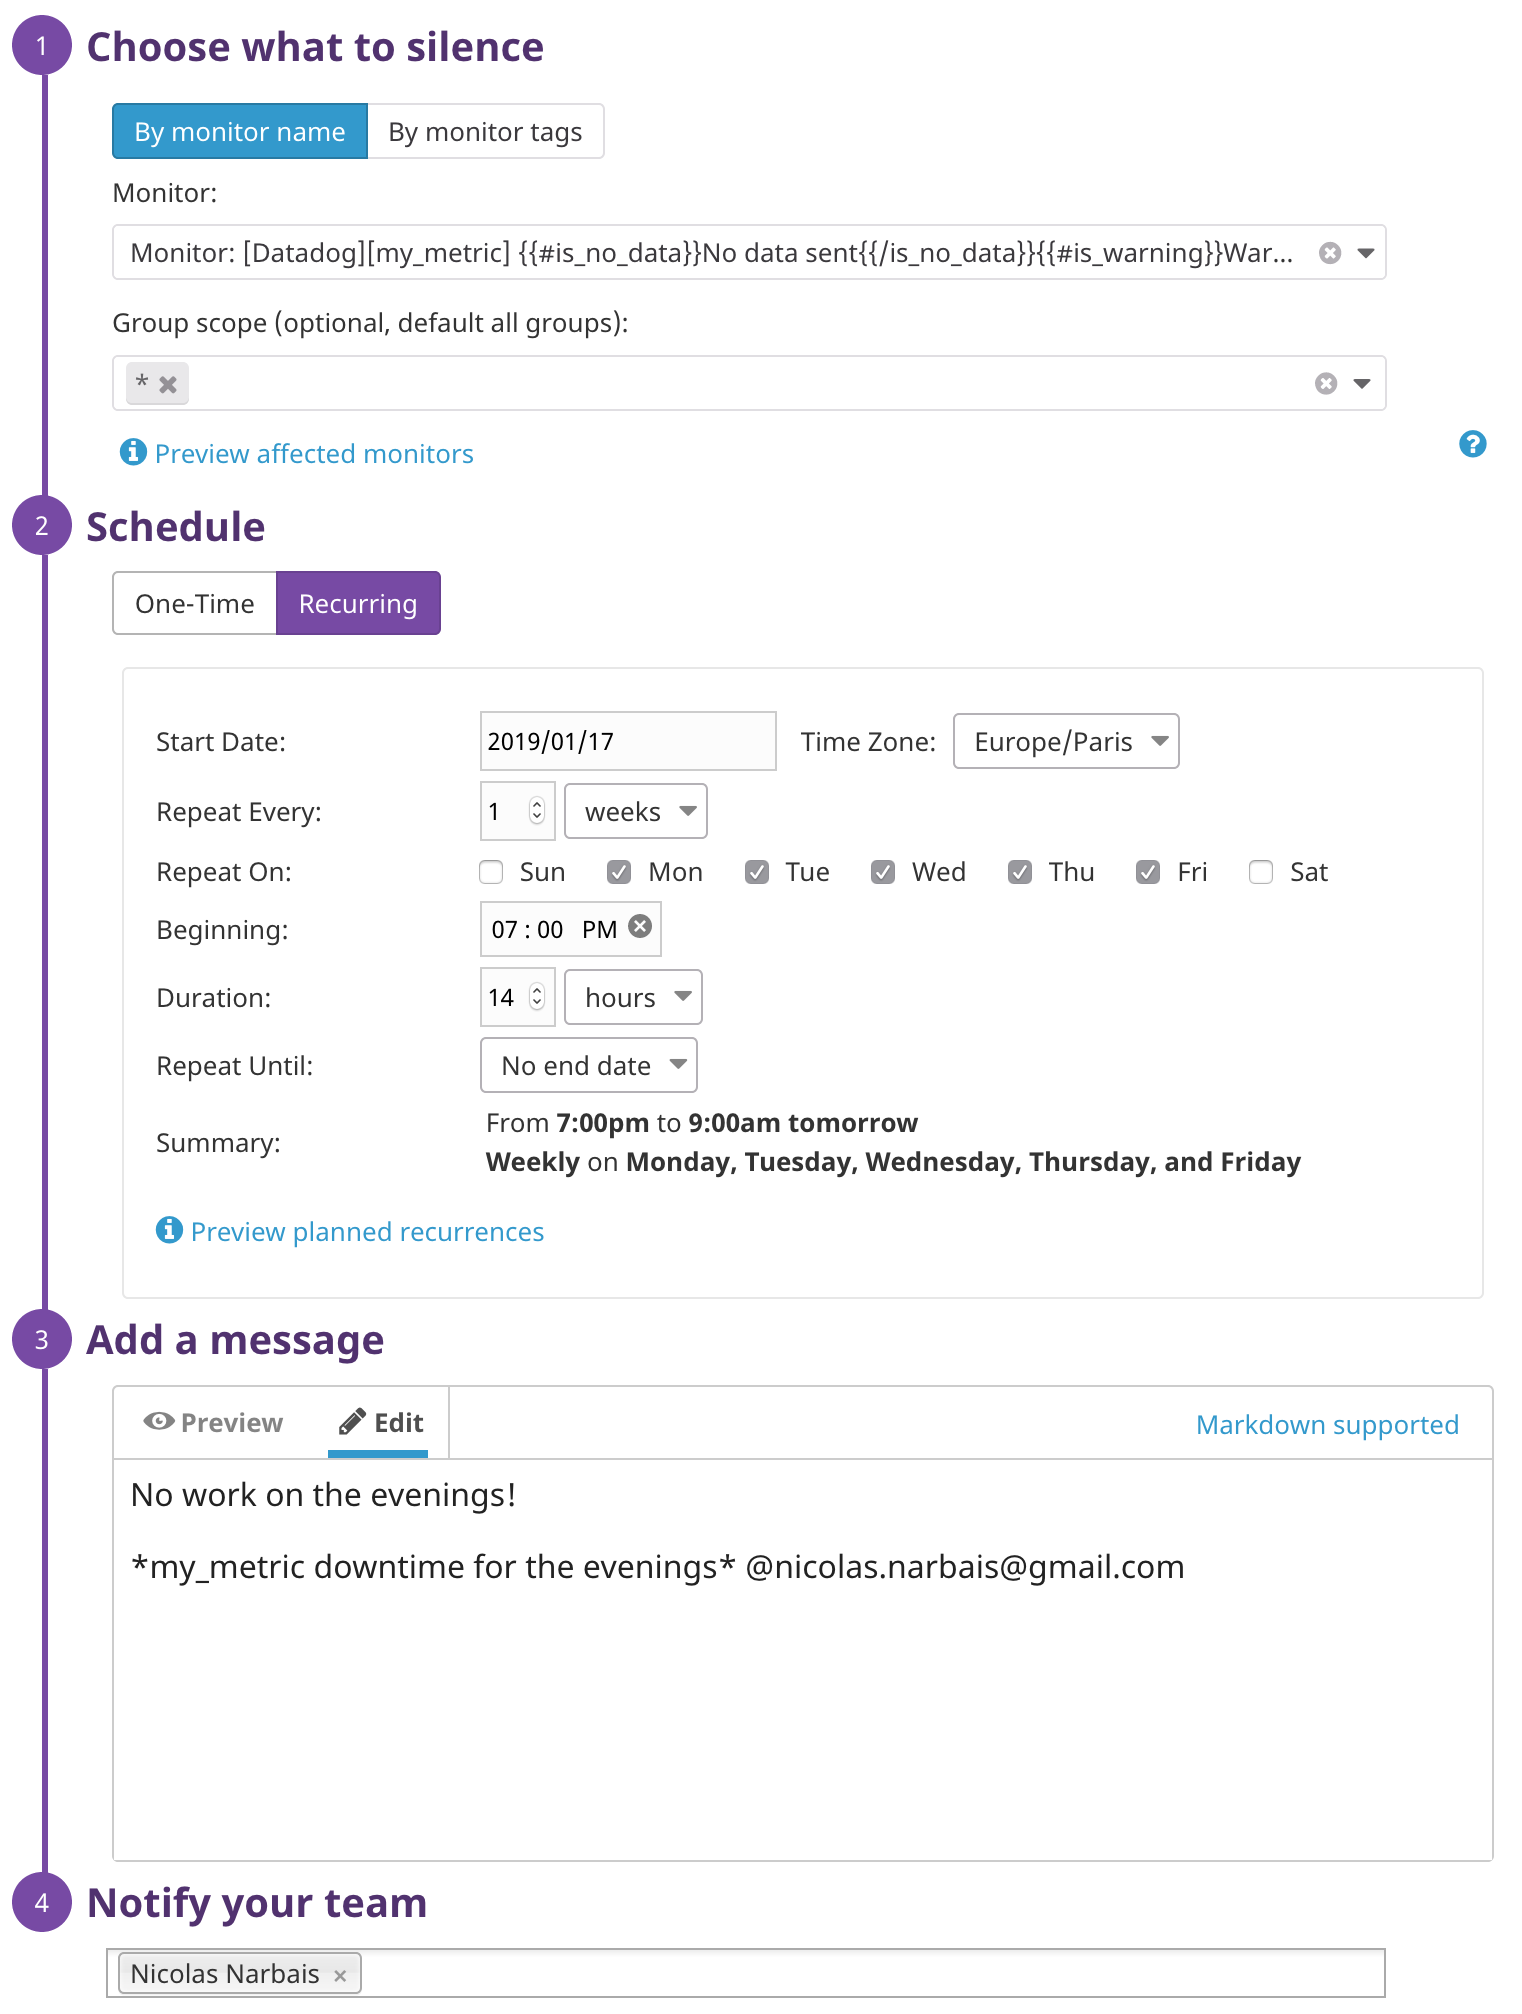 1 Choose what to silence
By monitor name By monitor tags
Monitor:
Monitor: [Datadog][my_metric] {{#is_no_data}}No data sent{{/is_no_data}}{{#is_warning}}War...
Group scope (optional, default all groups):
*
Preview affected monitors
2 Schedule
One-Time Recurring
Start Date: 2019/01/17 Time Zone: Europe/Paris
Repeat Every: 1 weeks
Repeat On: Sun Mon Tue Wed Thu Fri Sat
Beginning: 07 : 00 PM
Duration: 14 hours
Repeat Until: No end date
Summary:
From 7:00pm to 9:00am tomorrow
Weekly on Monday, Tuesday, Wednesday, Thursday, and Friday
Preview planned recurrences
3 Add a message
Preview Edit Markdown supported
No work on the evenings!
*my_metric downtime for the evenings* @nicolas.narbais@gmail.com
4 Notify your team
Nicolas Narbais ×